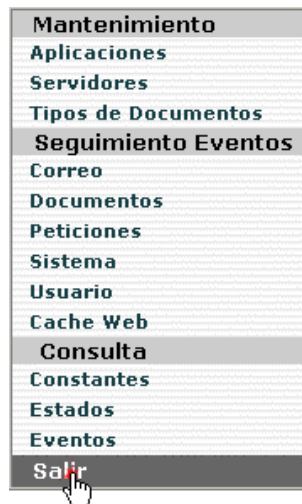 Mantenimiento
Aplicaciones
Servidores
Tipos de Documentos
Seguimiento Eventos
Correo
Documentos
Peticiones
Sistema
Usuario
Cache Web
Consulta
Constantes
Estados
Eventos
Salir